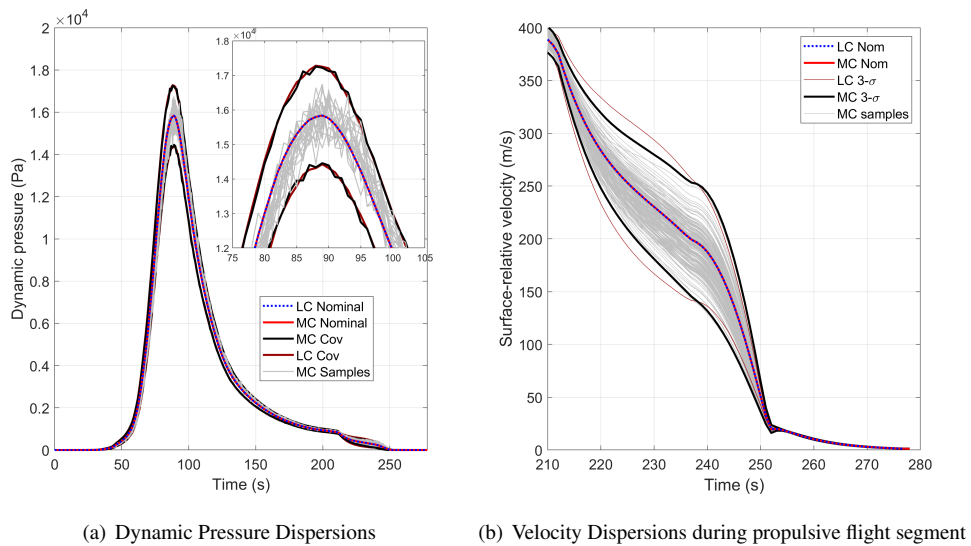 ×10⁴
2
1.8
1.6
1.4
1.2
1
0.8
0.6
0.4
0.2
0
Dynamic pressure (Pa)
0 50 100 150 200 250
Time (s)
×10⁴
1.8
1.7
1.6
1.5
1.4
1.3
1.2
75 80 85 90 95 100 105
LC Nominal
MC Nominal
MC Cov
LC Cov
MC Samples
(a) Dynamic Pressure Dispersions
400
350
300
250
200
150
100
50
0
Surface-relative velocity (m/s)
210 220 230 240 250 260 270 280
Time (s)
LC Nom
MC Nom
LC 3-σ
MC 3-σ
MC samples
(b) Velocity Dispersions during propulsive flight segment